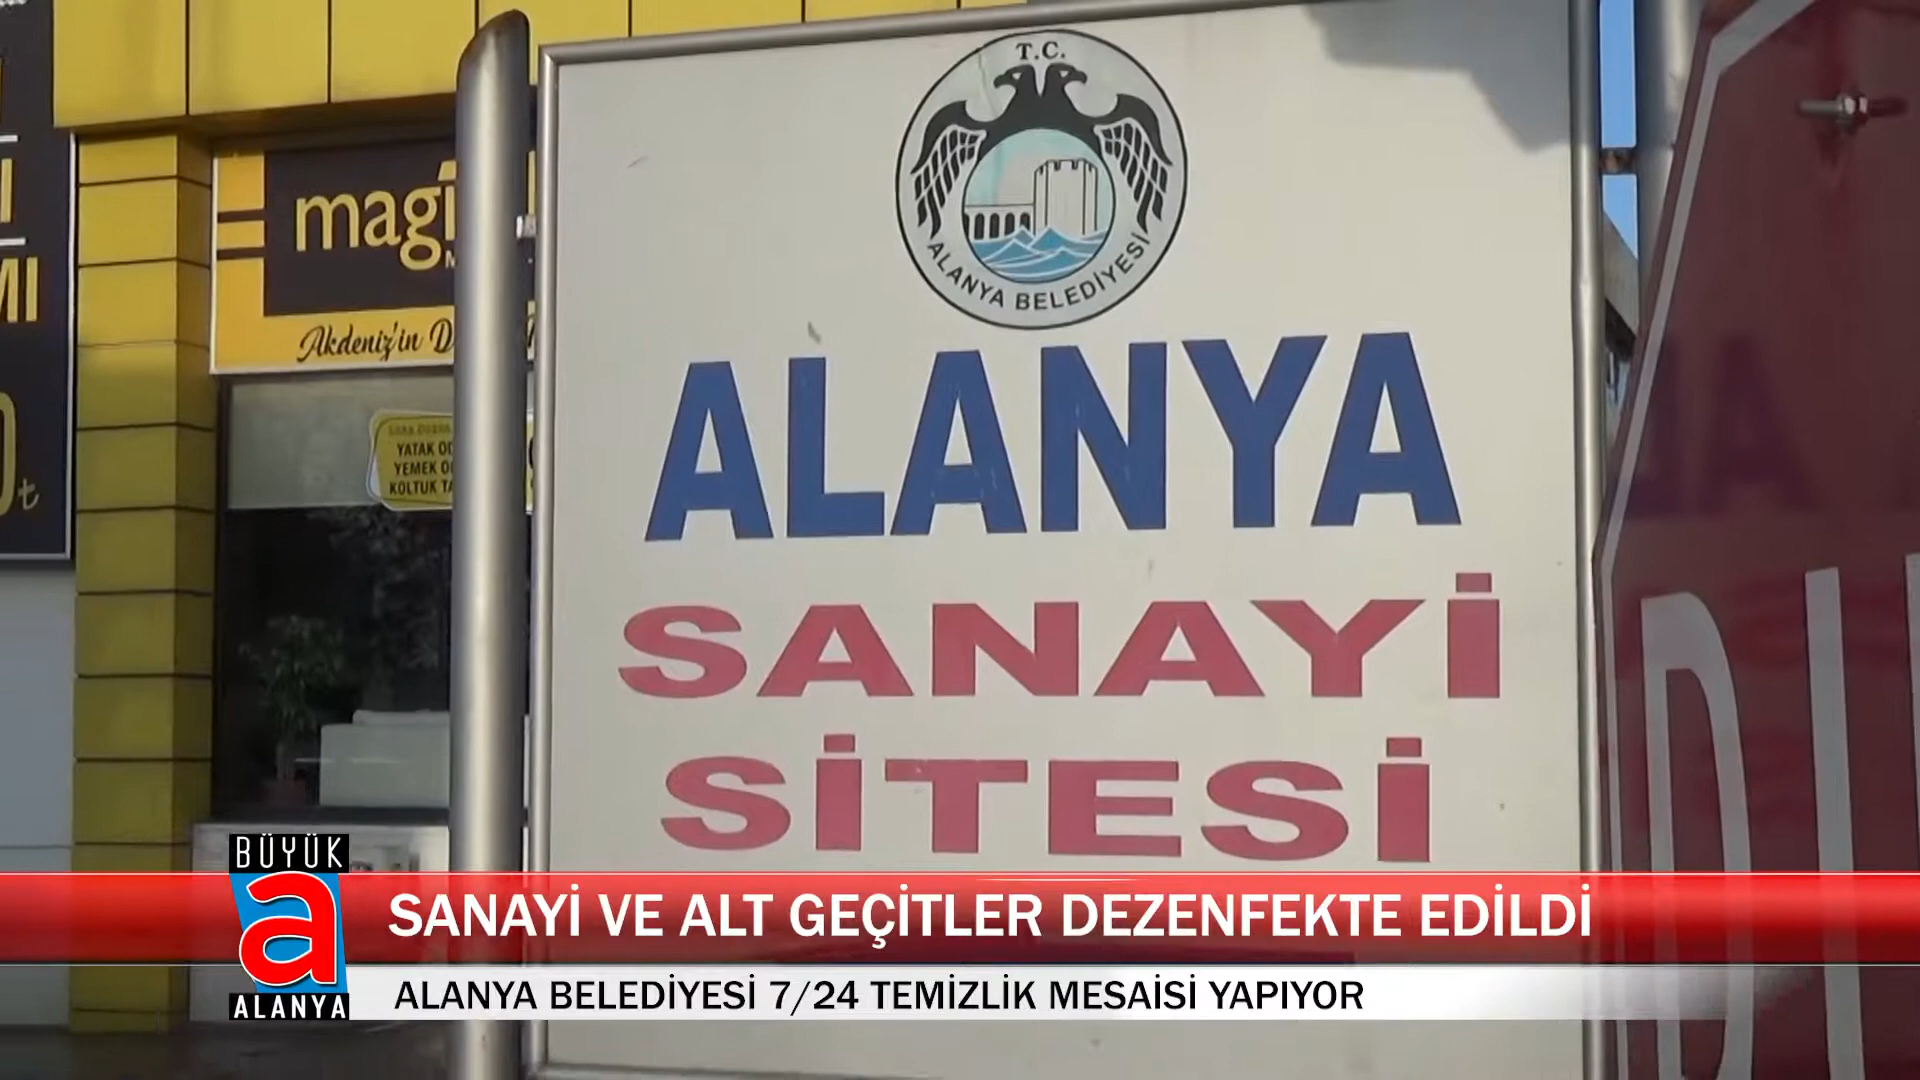 T.C.
ALANYA BELEDİYESİ
ALANYA
SANAYİ
SİTESİ
Akdeniz'in
YATAK
YEMEK
KOLTUK
BÜYÜK
a
ALANYA
SANAYİ VE ALT GEÇİTLER DEZENFEKTE EDİLDİ
ALANYA BELEDİYESİ 7/24 TEMİZLİK MESAİSİ YAPIYOR